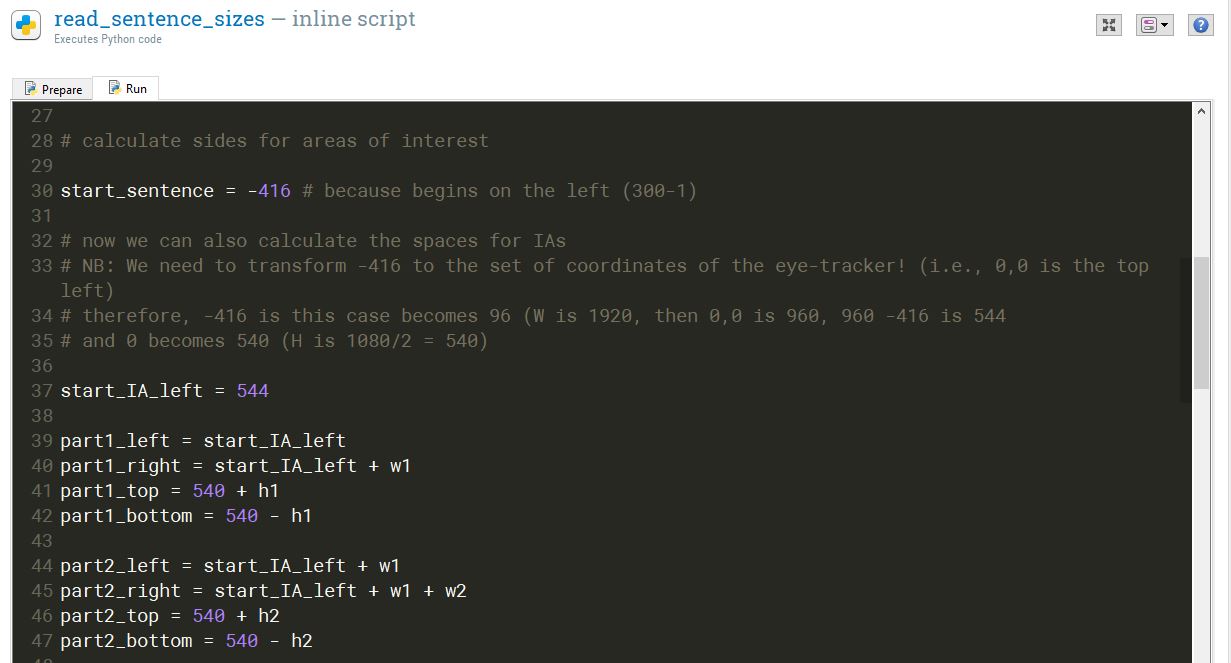 read_sentence_sizes — inline script
Executes Python code
Prepare Run
27
28 # calculate sides for areas of interest
29
30 start_sentence = -416 # because begins on the left (300-1)
31
32 # now we can also calculate the spaces for IAs
33 # NB: We need to transform -416 to the set of coordinates of the eye-tracker! (i.e., 0,0 is the top
left)
34 # therefore, -416 is this case becomes 96 (W is 1920, then 0,0 is 960, 960 -416 is 544
35 # and 0 becomes 540 (H is 1080/2 = 540)
36
37 start_IA_left = 544
38
39 part1_left = start_IA_left
40 part1_right = start_IA_left + w1
41 part1_top = 540 + h1
42 part1_bottom = 540 - h1
43
44 part2_left = start_IA_left + w1
45 part2_right = start_IA_left + w1 + w2
46 part2_top = 540 + h2
47 part2_bottom = 540 - h2